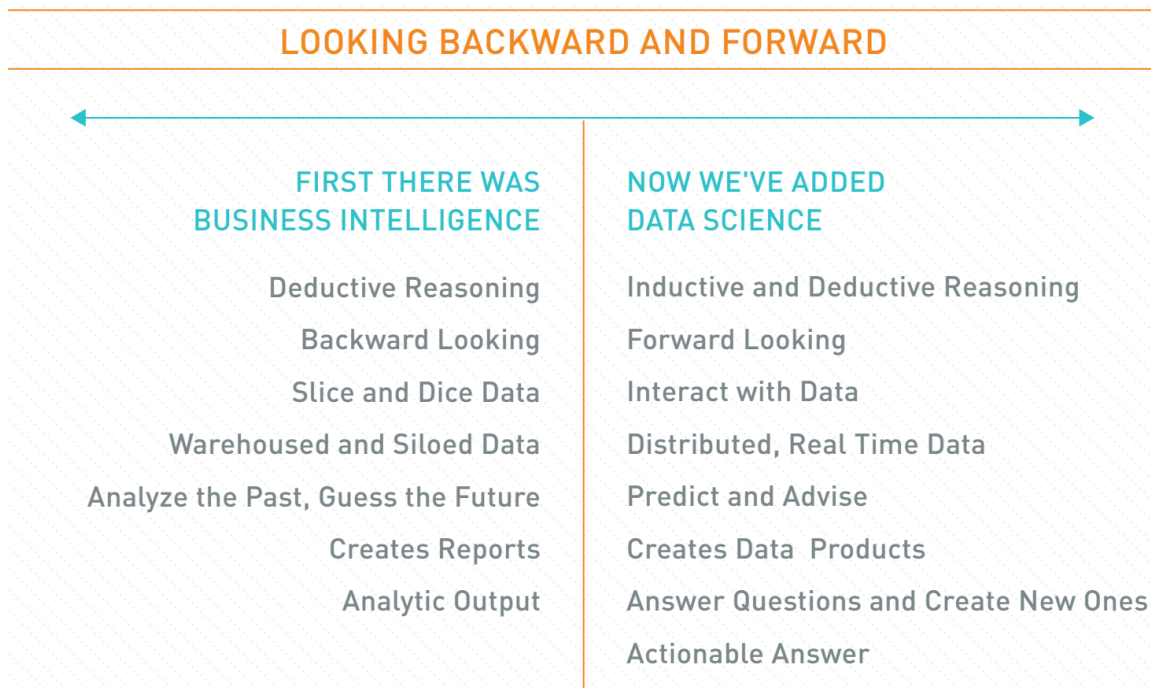 LOOKING BACKWARD AND FORWARD
FIRST THERE WAS
BUSINESS INTELLIGENCE
Deductive Reasoning
Backward Looking
Slice and Dice Data
Warehoused and Siloed Data
Analyze the Past, Guess the Future
Creates Reports
Analytic Output
NOW WE'VE ADDED
DATA SCIENCE
Inductive and Deductive Reasoning
Forward Looking
Interact with Data
Distributed, Real Time Data
Predict and Advise
Creates Data  Products
Answer Questions and Create New Ones
Actionable Answer